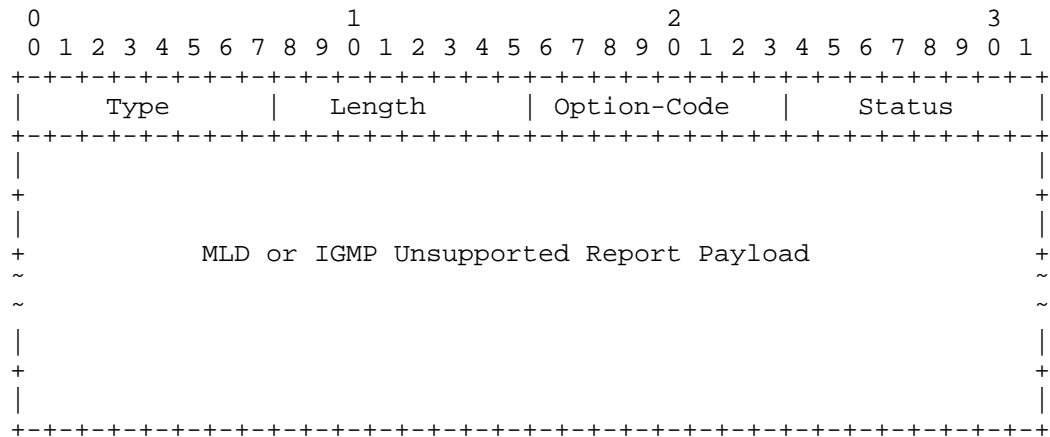 0                   1                   2                   3
 0 1 2 3 4 5 6 7 8 9 0 1 2 3 4 5 6 7 8 9 0 1 2 3 4 5 6 7 8 9 0 1
+-+-+-+-+-+-+-+-+-+-+-+-+-+-+-+-+-+-+-+-+-+-+-+-+-+-+-+-+-+-+-+-+
|     Type      |   Length      | Option-Code   |    Status     |
+-+-+-+-+-+-+-+-+-+-+-+-+-+-+-+-+-+-+-+-+-+-+-+-+-+-+-+-+-+-+-+-+
|                                                               |
+                                                               +
|                                                               |
+           MLD or IGMP Unsupported Report Payload              +
~                                                               ~
~                                                               ~
|                                                               |
+                                                               +
|                                                               |
+-+-+-+-+-+-+-+-+-+-+-+-+-+-+-+-+-+-+-+-+-+-+-+-+-+-+-+-+-+-+-+-+